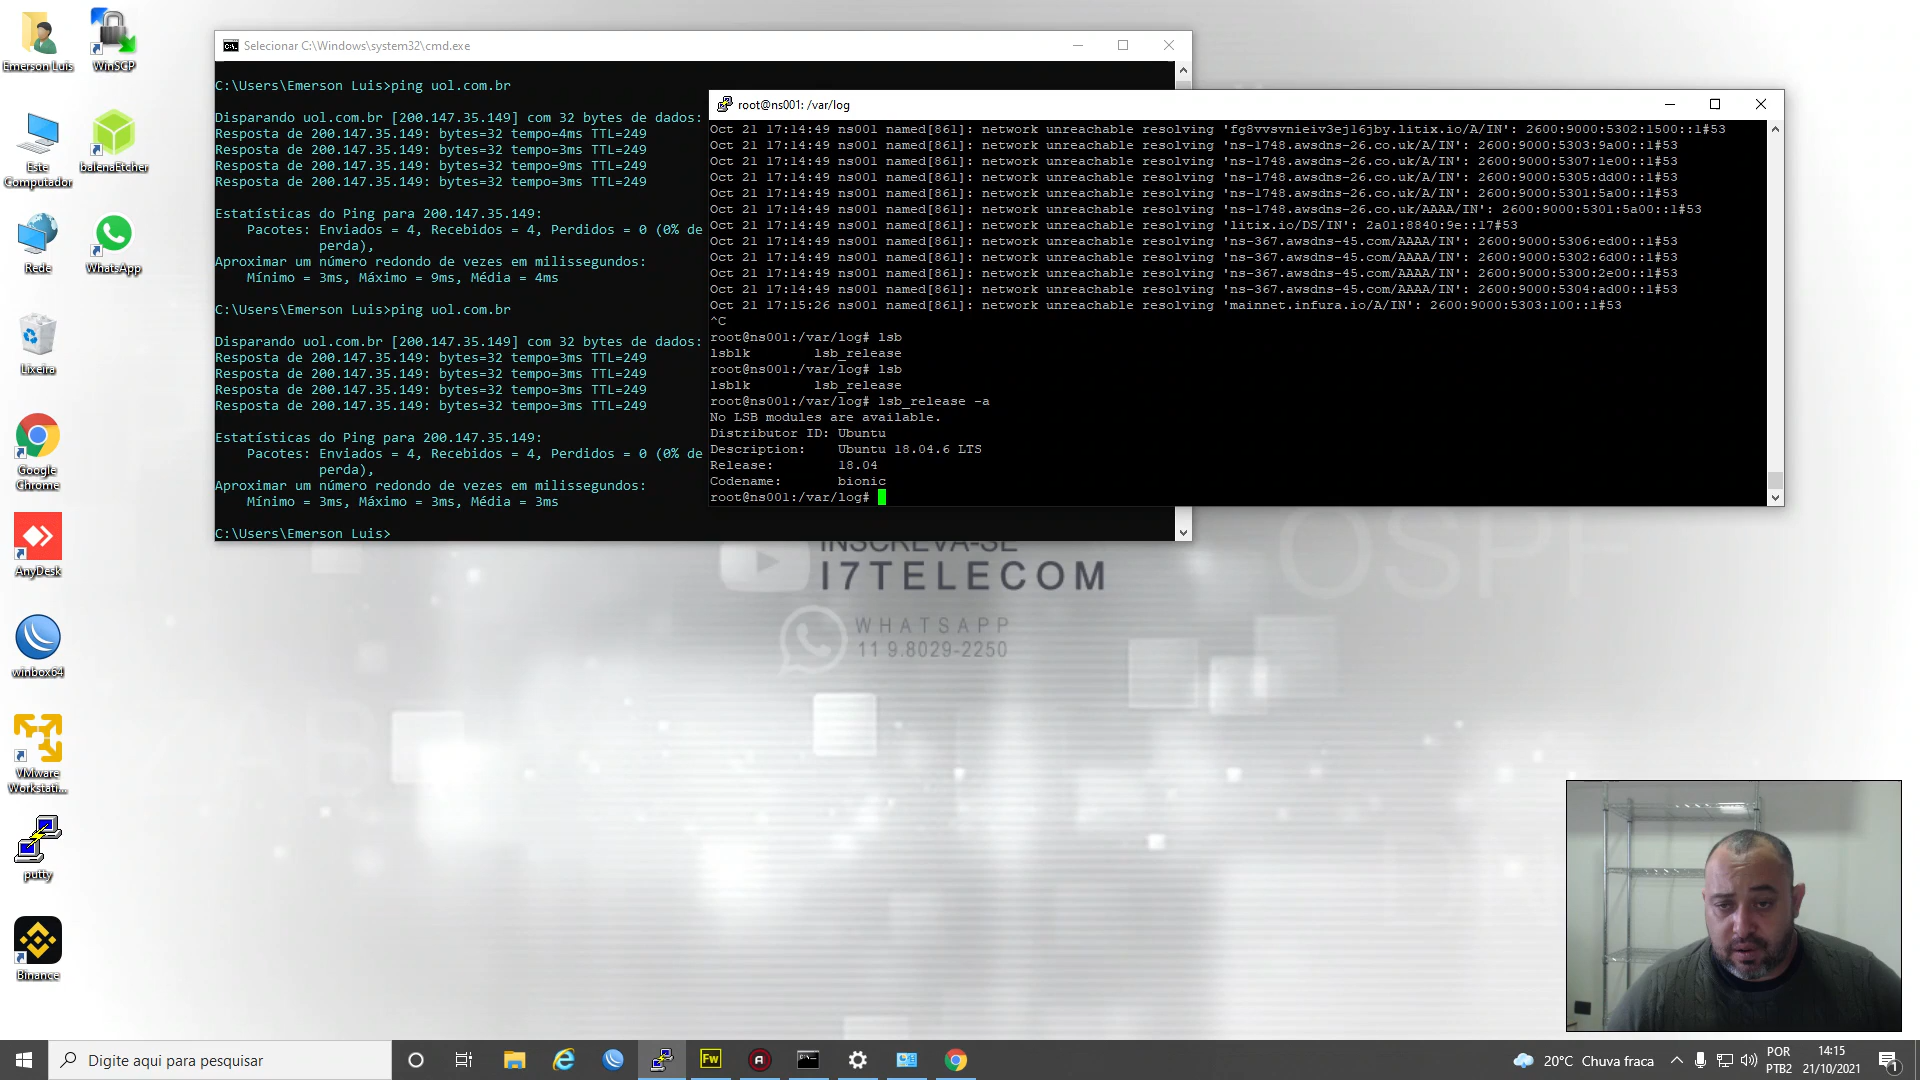 Emerson Luis
WinSCP
Este Computador
balenaEtcher
Rede
WhatsApp
Lixeira
Google Chrome
AnyDesk
winbox64
VMware Workstati...
putty
Binance
Selecionar C:\Windows\system32\cmd.exe
C:\Users\Emerson Luis>ping uol.com.br
Disparando uol.com.br [200.147.35.149] com 32 bytes de dados:
Resposta de 200.147.35.149: bytes=32 tempo=4ms TTL=249
Resposta de 200.147.35.149: bytes=32 tempo=3ms TTL=249
Resposta de 200.147.35.149: bytes=32 tempo=9ms TTL=249
Resposta de 200.147.35.149: bytes=32 tempo=3ms TTL=249
Estatísticas do Ping para 200.147.35.149:
Pacotes: Enviados = 4, Recebidos = 4, Perdidos = 0 (0% de
perda),
Aproximar um número redondo de vezes em milissegundos:
Mínimo = 3ms, Máximo = 9ms, Média = 4ms
C:\Users\Emerson Luis>ping uol.com.br
Disparando uol.com.br [200.147.35.149] com 32 bytes de dados:
Resposta de 200.147.35.149: bytes=32 tempo=3ms TTL=249
Resposta de 200.147.35.149: bytes=32 tempo=3ms TTL=249
Resposta de 200.147.35.149: bytes=32 tempo=3ms TTL=249
Resposta de 200.147.35.149: bytes=32 tempo=3ms TTL=249
Estatísticas do Ping para 200.147.35.149:
Pacotes: Enviados = 4, Recebidos = 4, Perdidos = 0 (0% de
perda),
Aproximar um número redondo de vezes em milissegundos:
Mínimo = 3ms, Máximo = 3ms, Média = 3ms
C:\Users\Emerson Luis>
root@ns001: /var/log
Oct 21 17:14:49 ns001 named[861]: network unreachable resolving 'fg8vvsvnieiv3ej16jby.litix.io/A/IN': 2600:9000:5302:1500::1#53
Oct 21 17:14:49 ns001 named[861]: network unreachable resolving 'ns-1748.awsdns-26.co.uk/A/IN': 2600:9000:5303:9a00::1#53
Oct 21 17:14:49 ns001 named[861]: network unreachable resolving 'ns-1748.awsdns-26.co.uk/A/IN': 2600:9000:5307:1e00::1#53
Oct 21 17:14:49 ns001 named[861]: network unreachable resolving 'ns-1748.awsdns-26.co.uk/A/IN': 2600:9000:5305:dd00::1#53
Oct 21 17:14:49 ns001 named[861]: network unreachable resolving 'ns-1748.awsdns-26.co.uk/A/IN': 2600:9000:5301:5a00::1#53
Oct 21 17:14:49 ns001 named[861]: network unreachable resolving 'ns-1748.awsdns-26.co.uk/AAAA/IN': 2600:9000:5301:5a00::1#53
Oct 21 17:14:49 ns001 named[861]: network unreachable resolving 'litix.io/DS/IN': 2a01:8840:9e::17#53
Oct 21 17:14:49 ns001 named[861]: network unreachable resolving 'ns-367.awsdns-45.com/AAAA/IN': 2600:9000:5306:ed00::1#53
Oct 21 17:14:49 ns001 named[861]: network unreachable resolving 'ns-367.awsdns-45.com/AAAA/IN': 2600:9000:5302:6d00::1#53
Oct 21 17:14:49 ns001 named[861]: network unreachable resolving 'ns-367.awsdns-45.com/AAAA/IN': 2600:9000:5300:2e00::1#53
Oct 21 17:14:49 ns001 named[861]: network unreachable resolving 'ns-367.awsdns-45.com/AAAA/IN': 2600:9000:5304:ad00::1#53
Oct 21 17:15:26 ns001 named[861]: network unreachable resolving 'mainnet.infura.io/A/IN': 2600:9000:5303:100::1#53
^C
root@ns001:/var/log# lsb
lsblk lsb_release
root@ns001:/var/log# lsb
lsblk lsb_release
root@ns001:/var/log# lsb_release -a
No LSB modules are available.
Distributor ID: Ubuntu
Description: Ubuntu 18.04.6 LTS
Release: 18.04
Codename: bionic
root@ns001:/var/log#
INSCREVA-SE
I7TELECOM
WHATSAPP
11 9.8029-2250
OSPF
Digite aqui para pesquisar
Fw
20°C Chuva fraca
POR
PTB2
14:15
21/10/2021
1